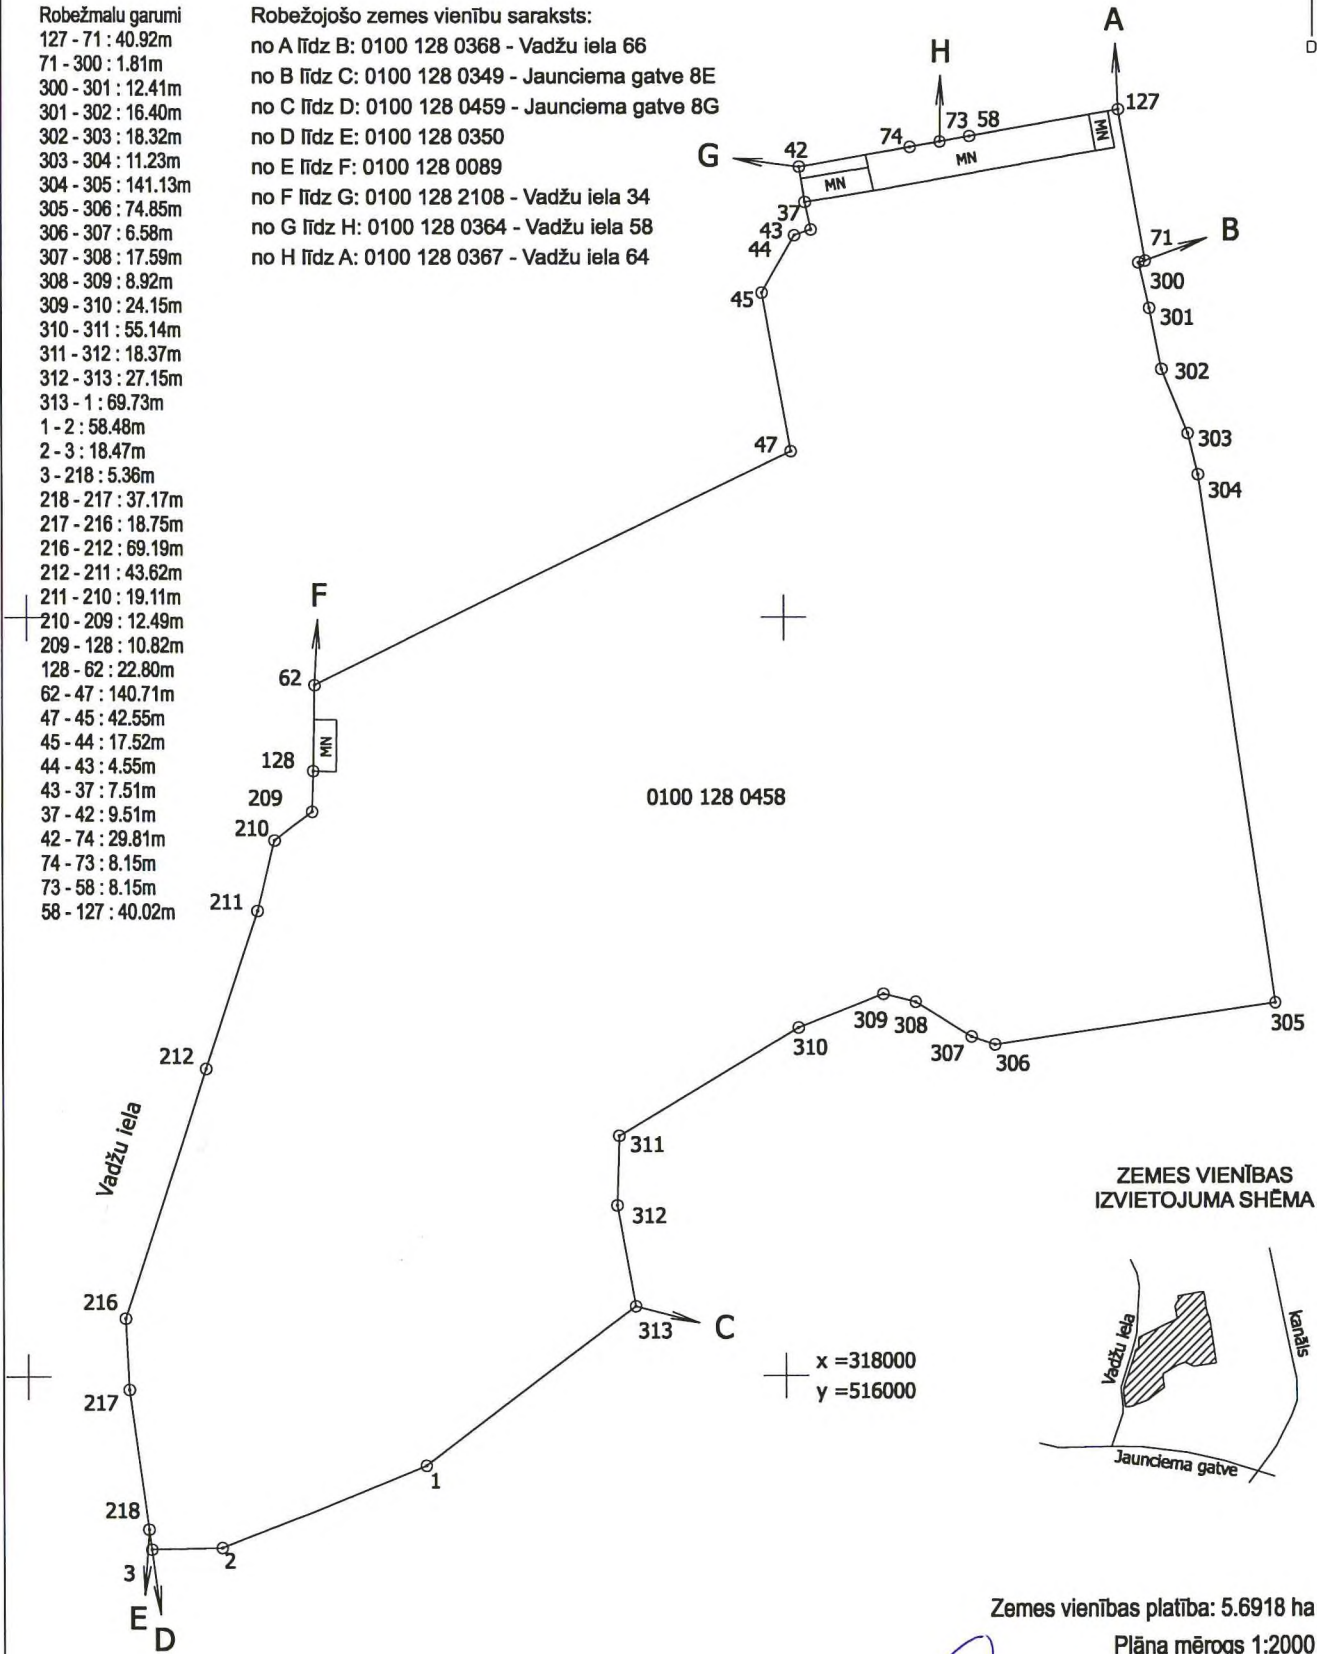 Robežmalu garumi
127 - 71 : 40.92m
71 - 300 : 1.81m
300 - 301 : 12.41m
301 - 302 : 16.40m
302 - 303 : 18.32m
303 - 304 : 11.23m
304 - 305 : 141.13m
305 - 306 : 74.85m
306 - 307 : 6.58m
307 - 308 : 17.59m
308 - 309 : 8.92m
309 - 310 : 24.15m
310 - 311 : 55.14m
311 - 312 : 18.37m
312 - 313 : 27.15m
313 - 1 : 69.73m
1 - 2 : 58.48m
2 - 3 : 18.47m
3 - 218 : 5.36m
218 - 217 : 37.17m
217 - 216 : 18.75m
216 - 212 : 69.19m
212 - 211 : 43.62m
211 - 210 : 19.11m
210 - 209 : 12.49m
209 - 128 : 10.82m
128 - 62 : 22.80m
62 - 47 : 140.71m
47 - 45 : 42.55m
45 - 44 : 17.52m
44 - 43 : 4.55m
43 - 37 : 7.51m
37 - 42 : 9.51m
42 - 74 : 29.81m
74 - 73 : 8.15m
73 - 58 : 8.15m
58 - 127 : 40.02m
Robežojošo zemes vienību saraksts:
no A līdz B: 0100 128 0368 - Vadžu iela 66
no B līdz C: 0100 128 0349 - Jaunciema gatve 8E
no C līdz D: 0100 128 0459 - Jaunciema gatve 8G
no D līdz E: 0100 128 0350
no E līdz F: 0100 128 0089
no F līdz G: 0100 128 2108 - Vadžu iela 34
no G līdz H: 0100 128 0364 - Vadžu iela 58
no H līdz A: 0100 128 0367 - Vadžu iela 64
A
D
H
127
73 58
74
MN
G
42
MN
MN
37
43
44
71
B
300
45
301
302
303
47
304
F
62
MN
128
209
0100 128 0458
210
211
305
309 308
310
307
306
212
Vadžu iela
311
312
ZEMES VIENĪBAS
IZVIETOJUMA SHĒMA
216
313
C
x =318000
y =516000
Vadžu iela
kanāls
Jaunciema gatve
217
1
218
2
3
E
D
Zemes vienības platība: 5.6918 ha
Plāna mērogs 1:2000